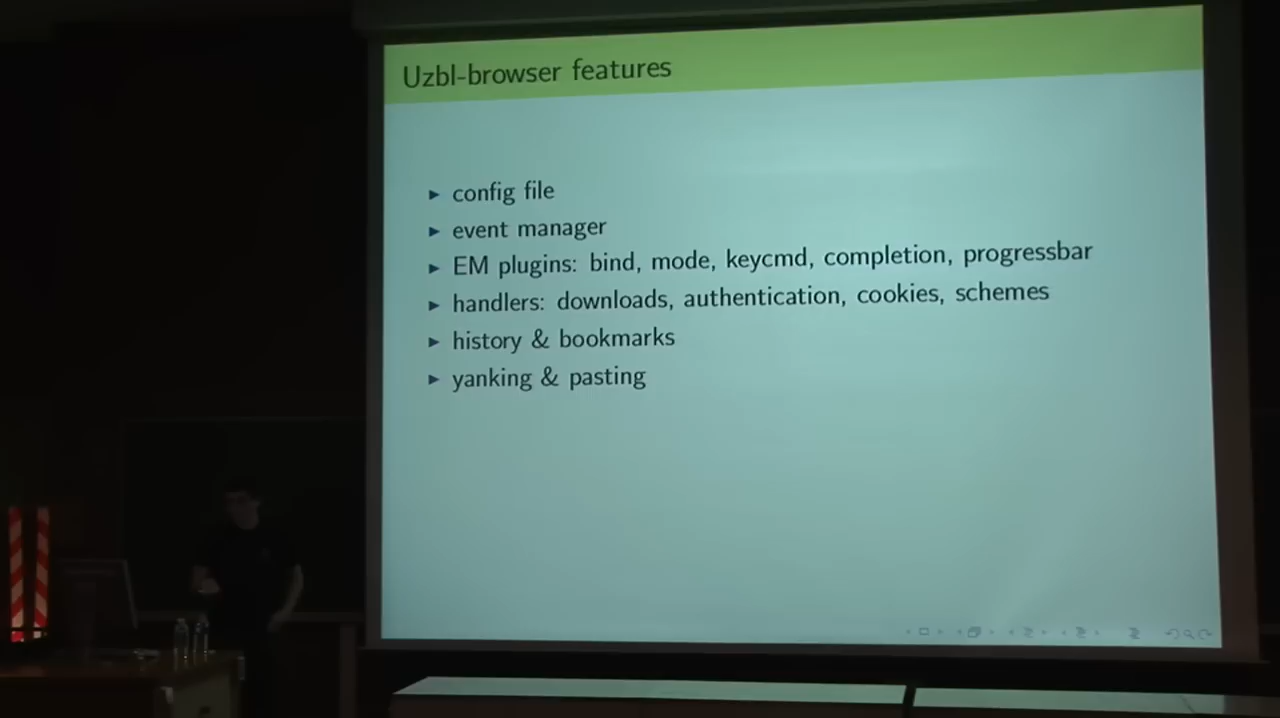 Uzbl-browser features
► config file
► event manager
► EM plugins: bind, mode, keycmd, completion, progressbar
► handlers: downloads, authentication, cookies, schemes
► history & bookmarks
► yanking & pasting